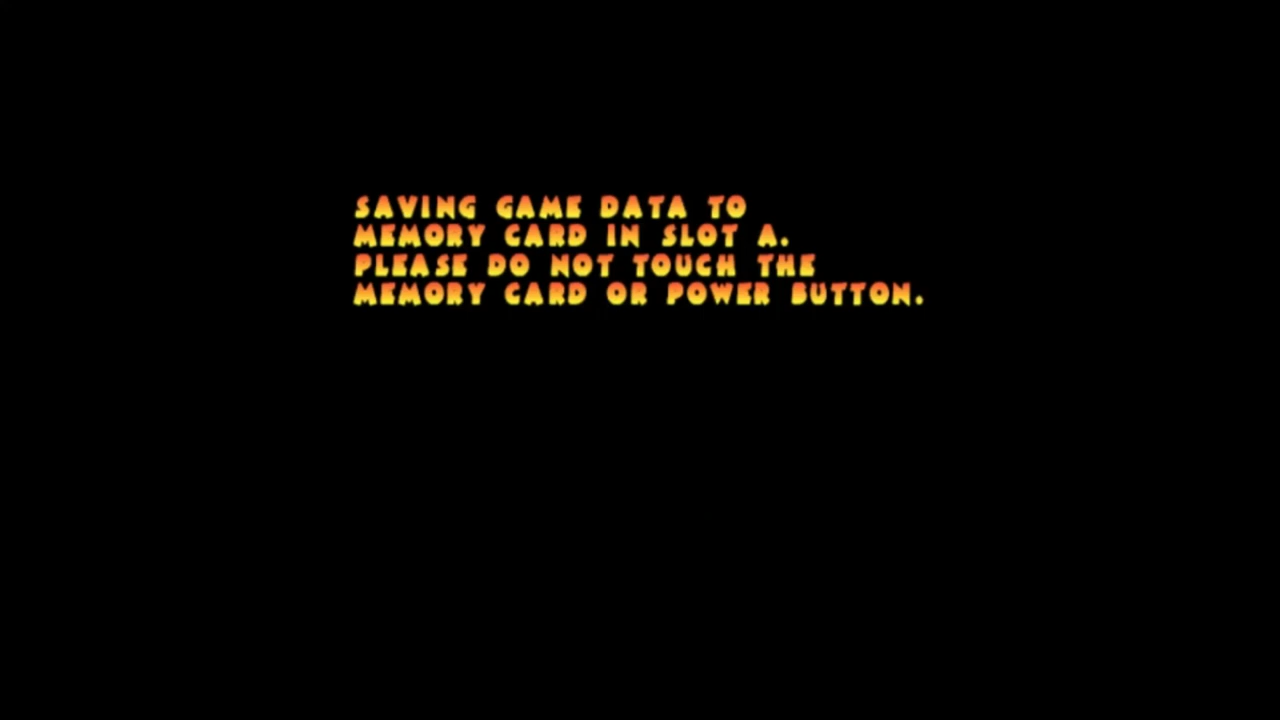 SAVING GAME DATA TO
MEMORY CARD IN SLOT A.
PLEASE DO NOT TOUCH THE
MEMORY CARD OR POWER BUTTON.